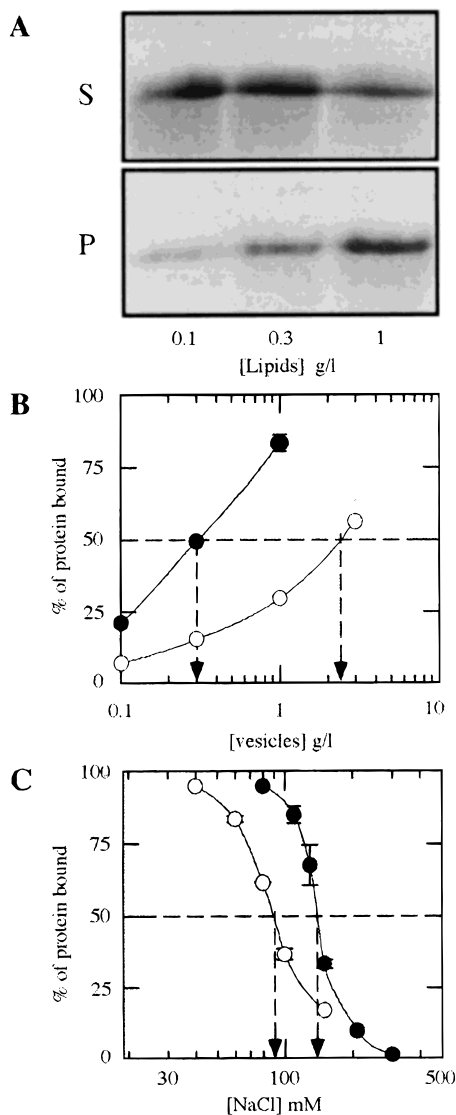 A
S
P
0.1 0.3 1
[Lipids] g/l
B
100
75
50
25
0
% of protein bound
0.1 1 10
[vesicles] g/l
C
100
75
50
25
0
% of protein bound
30 100 500
[NaCl] mM